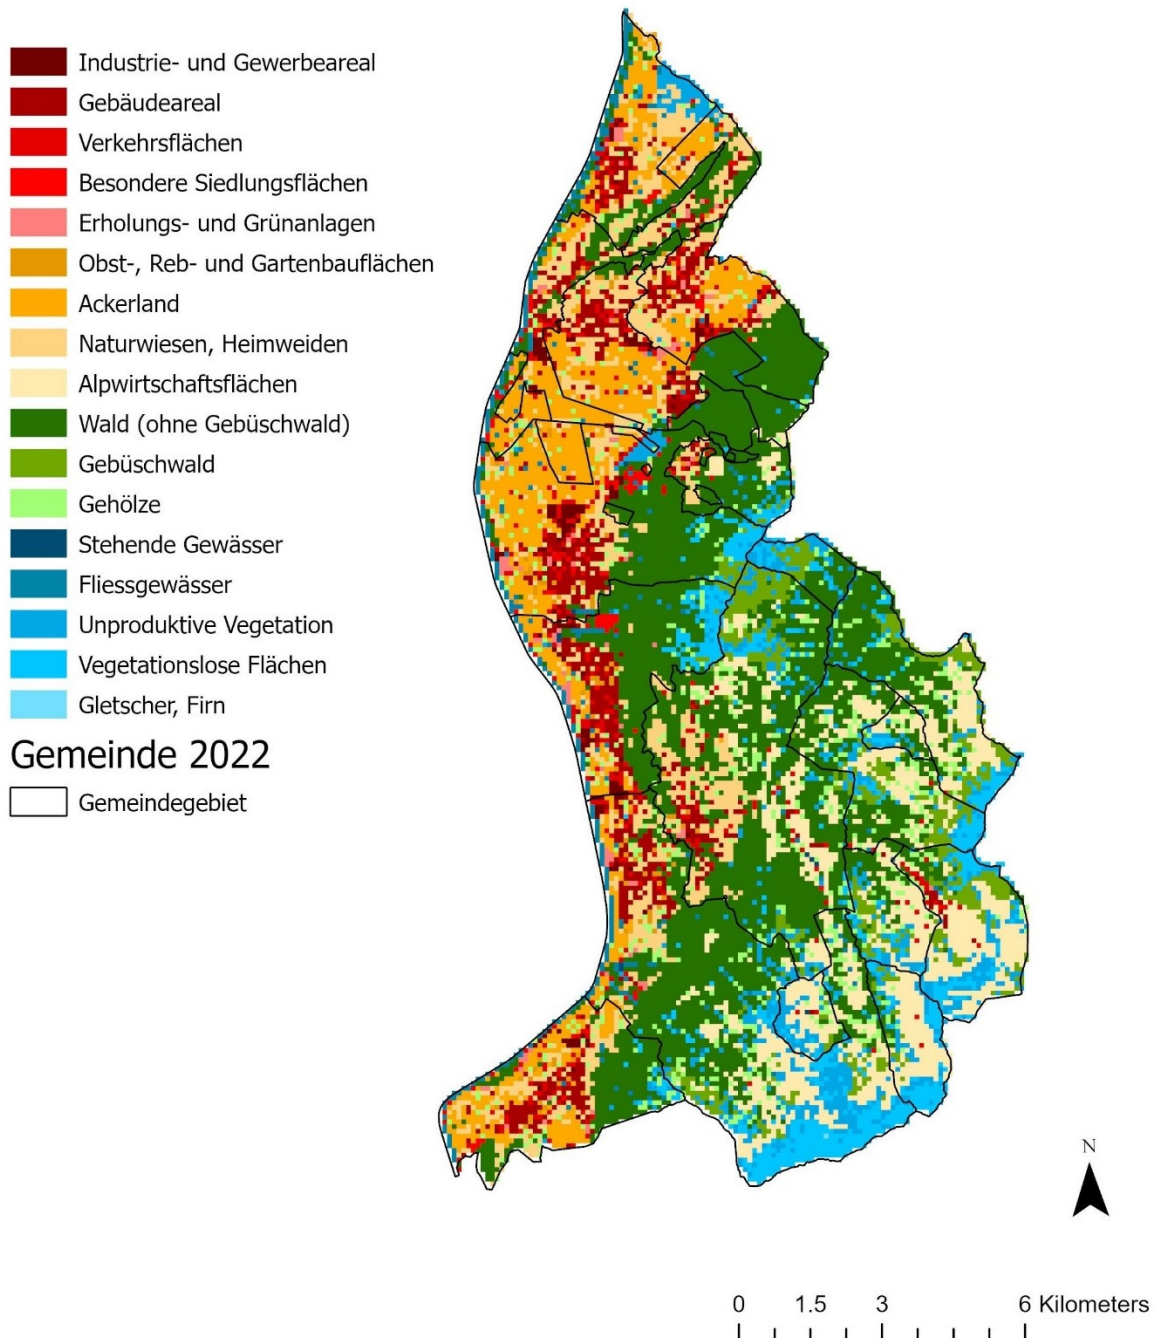 Industrie- und Gewerbeareal
Gebäudeareal
Verkehrsflächen
Besondere Siedlungsflächen
Erholungs- und Grünanlagen
Obst-, Reb- und Gartenbauflächen
Ackerland
Naturwiesen, Heimweiden
Alpwirtschaftsflächen
Wald (ohne Gebüschwald)
Gebüschwald
Gehölze
Stehende Gewässer
Fliessgewässer
Unproduktive Vegetation
Vegetationslose Flächen
Gletscher, Firn
Gemeinde 2022
Gemeindegebiet
N
0 1.5 3 6 Kilometers